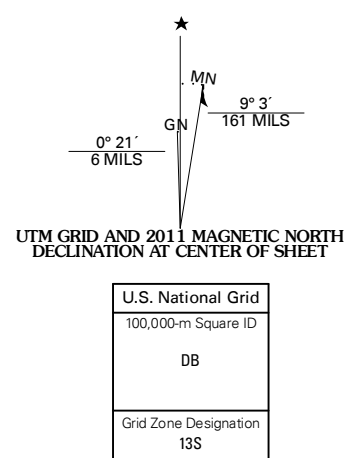 ★
MN
9° 3´
161 MILS
GN
0° 21´
6 MILS
UTM GRID AND 2011 MAGNETIC NORTH
DECLINATION AT CENTER OF SHEET
U.S. National Grid
100,000-m Square ID
DB
Grid Zone Designation
13S